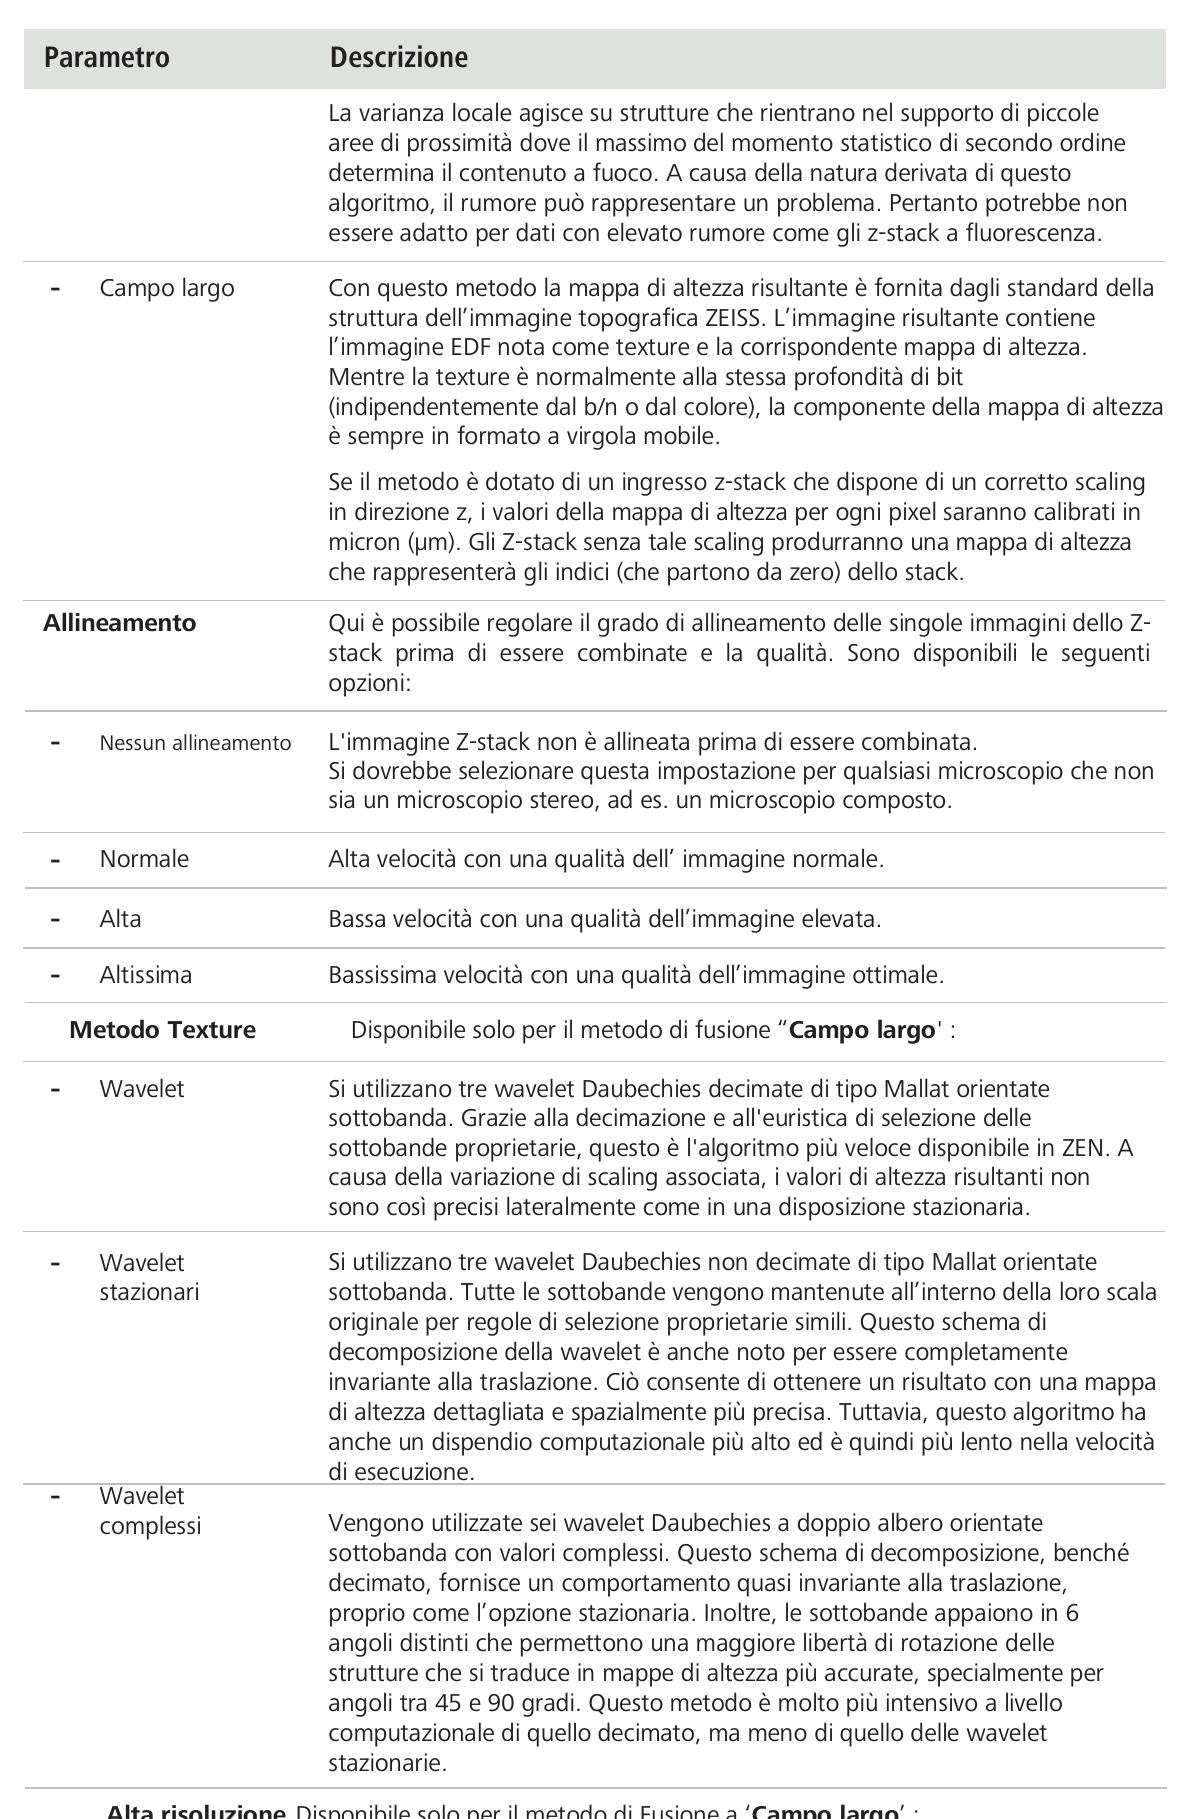 Parametro Descrizione
La varianza locale agisce su strutture che rientrano nel supporto di piccole
aree di prossimità dove il massimo del momento statistico di secondo ordine
determina il contenuto a fuoco. A causa della natura derivata di questo
algoritmo, il rumore può rappresentare un problema. Pertanto potrebbe non
essere adatto per dati con elevato rumore come gli z-stack a fluorescenza.
- Campo largo Con questo metodo la mappa di altezza risultante è fornita dagli standard della
struttura dell’immagine topografica ZEISS. L’immagine risultante contiene
l’immagine EDF nota come texture e la corrispondente mappa di altezza.
Mentre la texture è normalmente alla stessa profondità di bit
(indipendentemente dal b/n o dal colore), la componente della mappa di altezza
è sempre in formato a virgola mobile.
Se il metodo è dotato di un ingresso z-stack che dispone di un corretto scaling
in direzione z, i valori della mappa di altezza per ogni pixel saranno calibrati in
micron (µm). Gli Z-stack senza tale scaling produrranno una mappa di altezza
che rappresenterà gli indici (che partono da zero) dello stack.
Allineamento Qui è possibile regolare il grado di allineamento delle singole immagini dello Z-
stack prima di essere combinate e la qualità. Sono disponibili le seguenti
opzioni:
- Nessun allineamento L'immagine Z-stack non è allineata prima di essere combinata.
Si dovrebbe selezionare questa impostazione per qualsiasi microscopio che non
sia un microscopio stereo, ad es. un microscopio composto.
- Normale Alta velocità con una qualità dell’ immagine normale.
- Alta Bassa velocità con una qualità dell’immagine elevata.
- Altissima Bassissima velocità con una qualità dell’immagine ottimale.
Metodo Texture Disponibile solo per il metodo di fusione “Campo largo' :
- Wavelet Si utilizzano tre wavelet Daubechies decimate di tipo Mallat orientate
sottobanda. Grazie alla decimazione e all'euristica di selezione delle
sottobande proprietarie, questo è l'algoritmo più veloce disponibile in ZEN. A
causa della variazione di scaling associata, i valori di altezza risultanti non
sono così precisi lateralmente come in una disposizione stazionaria.
- Wavelet Si utilizzano tre wavelet Daubechies non decimate di tipo Mallat orientate
stazionari sottobanda. Tutte le sottobande vengono mantenute all’interno della loro scala
originale per regole di selezione proprietarie simili. Questo schema di
decomposizione della wavelet è anche noto per essere completamente
invariante alla traslazione. Ciò consente di ottenere un risultato con una mappa
di altezza dettagliata e spazialmente più precisa. Tuttavia, questo algoritmo ha
anche un dispendio computazionale più alto ed è quindi più lento nella velocità
di esecuzione.
- Wavelet
complessi Vengono utilizzate sei wavelet Daubechies a doppio albero orientate
sottobanda con valori complessi. Questo schema di decomposizione, benché
decimato, fornisce un comportamento quasi invariante alla traslazione,
proprio come l’opzione stazionaria. Inoltre, le sottobande appaiono in 6
angoli distinti che permettono una maggiore libertà di rotazione delle
strutture che si traduce in mappe di altezza più accurate, specialmente per
angoli tra 45 e 90 gradi. Questo metodo è molto più intensivo a livello
computazionale di quello decimato, ma meno di quello delle wavelet
stazionarie.
Alta risoluzione Disponibile solo per il metodo di Fusione a ‘Campo largo’ :